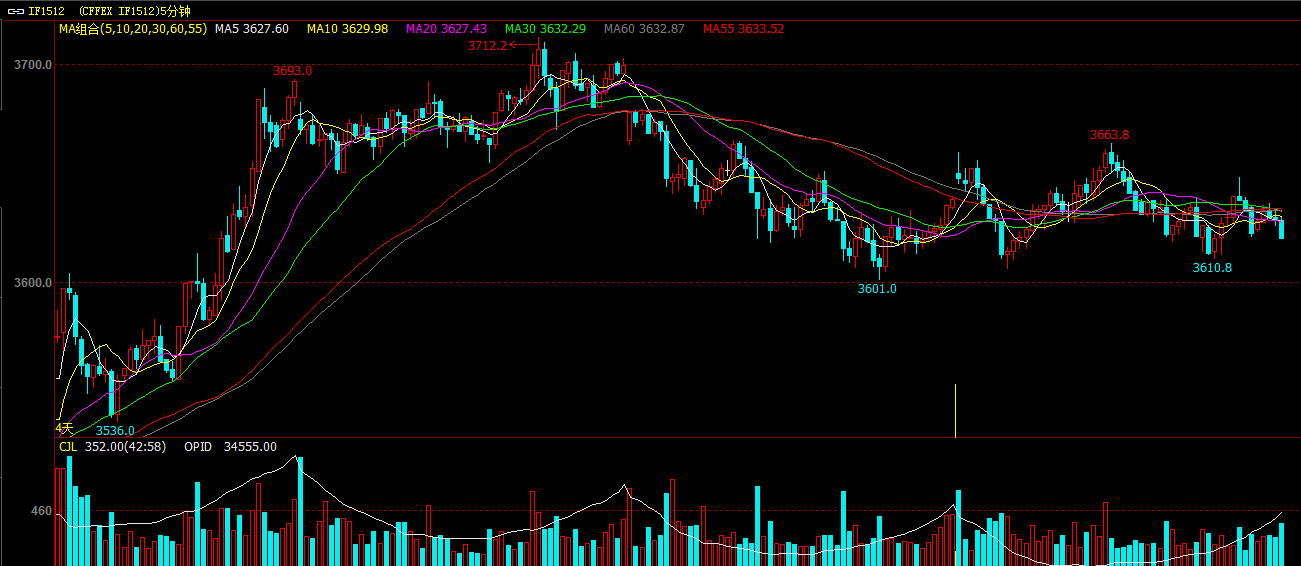 IF1512 (CFFEX IF1512)5分钟
MA组合(5,10,20,30,60,55) MA5 3627.60 MA10 3629.98 MA20 3627.43 MA30 3632.29 MA60 3632.87 MA55 3633.52
3712.2
3700.0
3693.0
3663.8
3600.0
3610.8
3601.0
4天
3536.0
CJL 352.00(42:58) OPID 34555.00
460